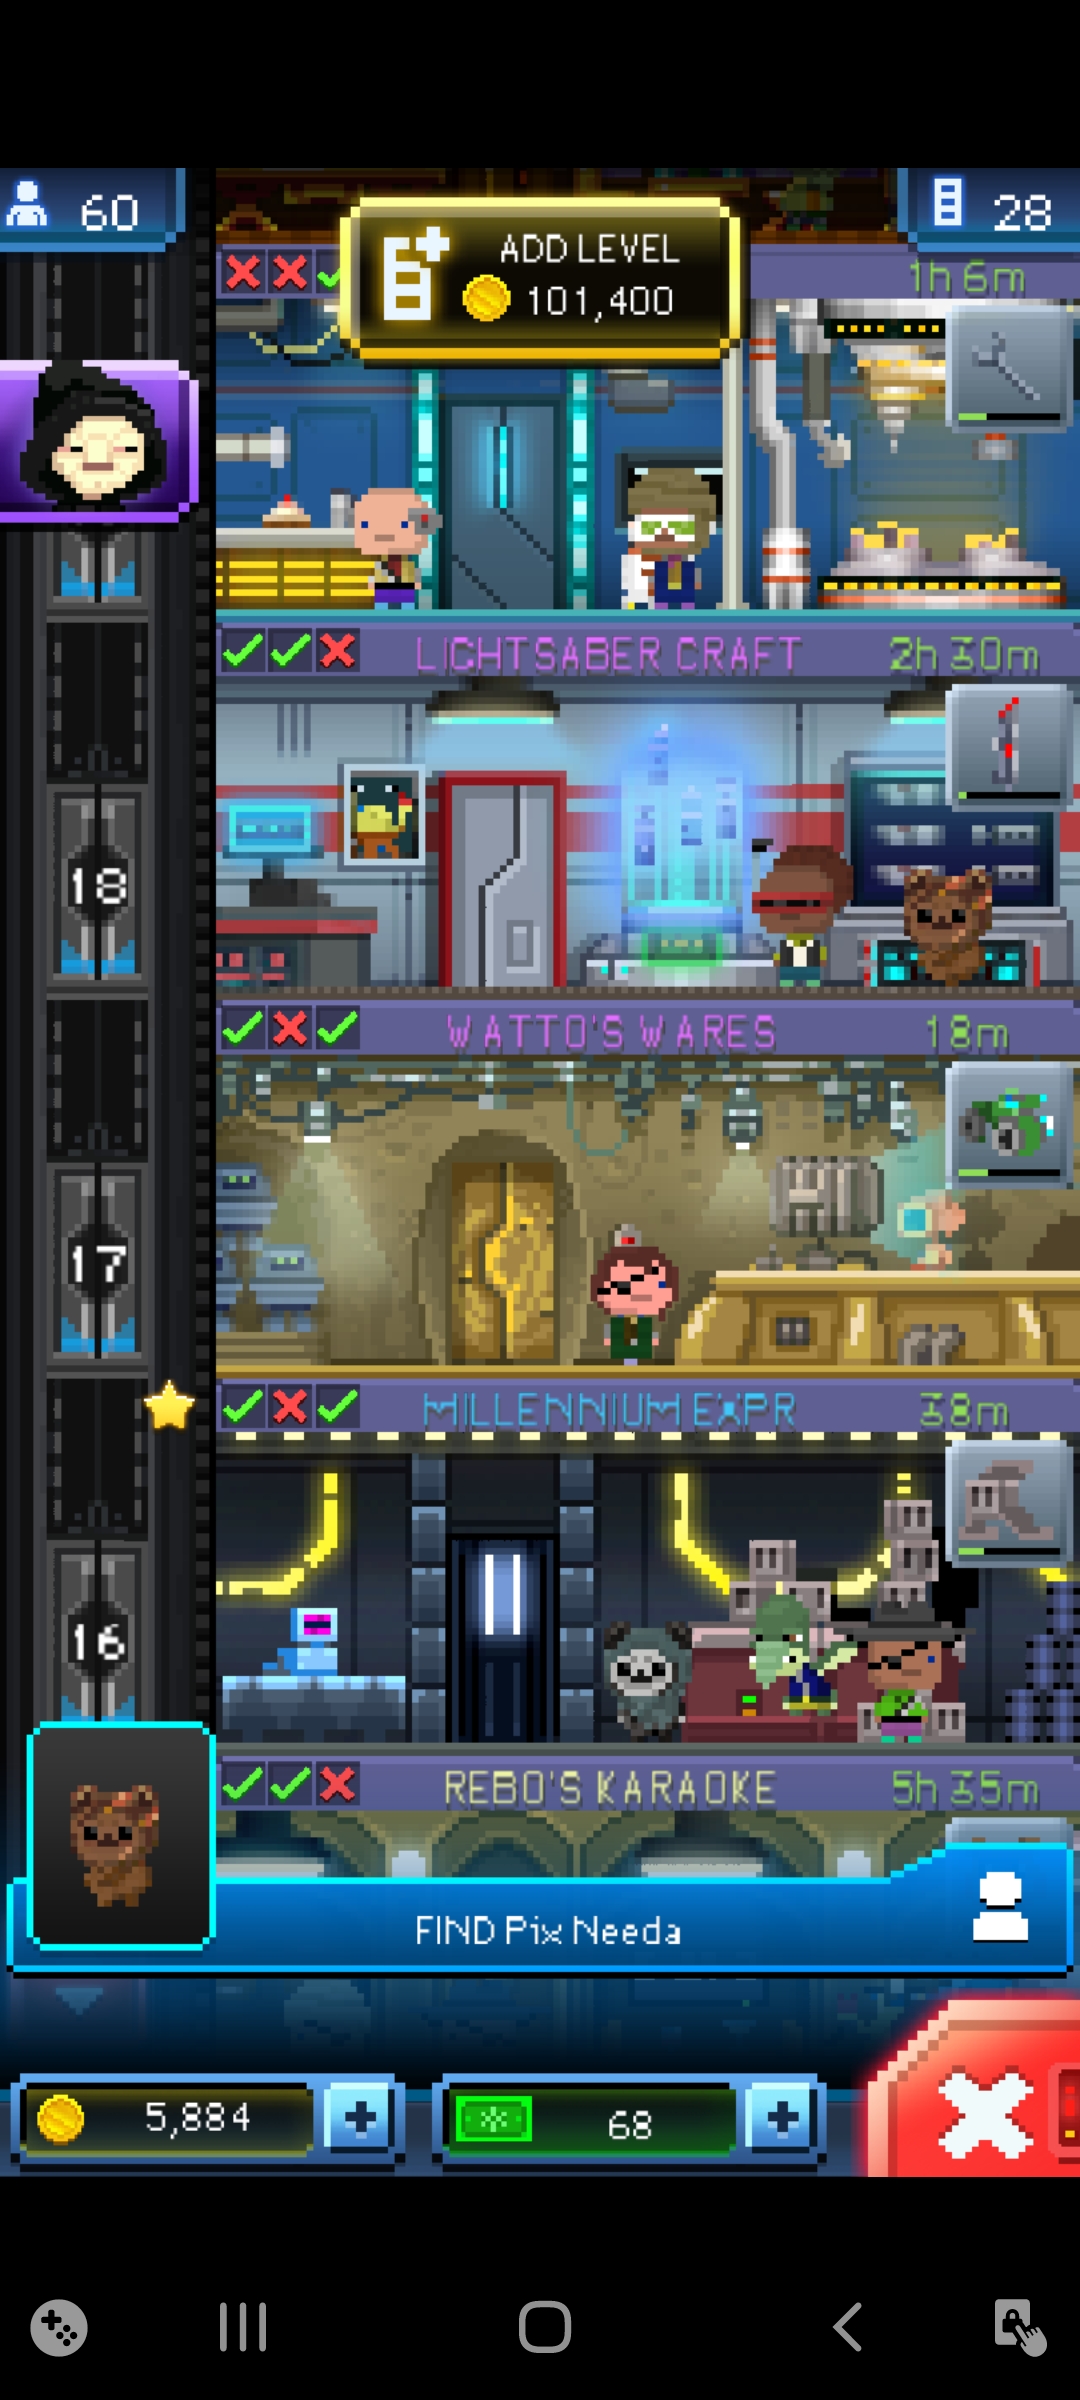 60
ADD LEVEL
101,400
28
1h 6m
LIGHTSABER CRAFT
2h 30m
18
WATTO'S WARES
18m
17
MILLENNIUM EXPR
38m
16
REBO'S KARAOKE
5h 35m
FIND Pix Needa
5,884
68